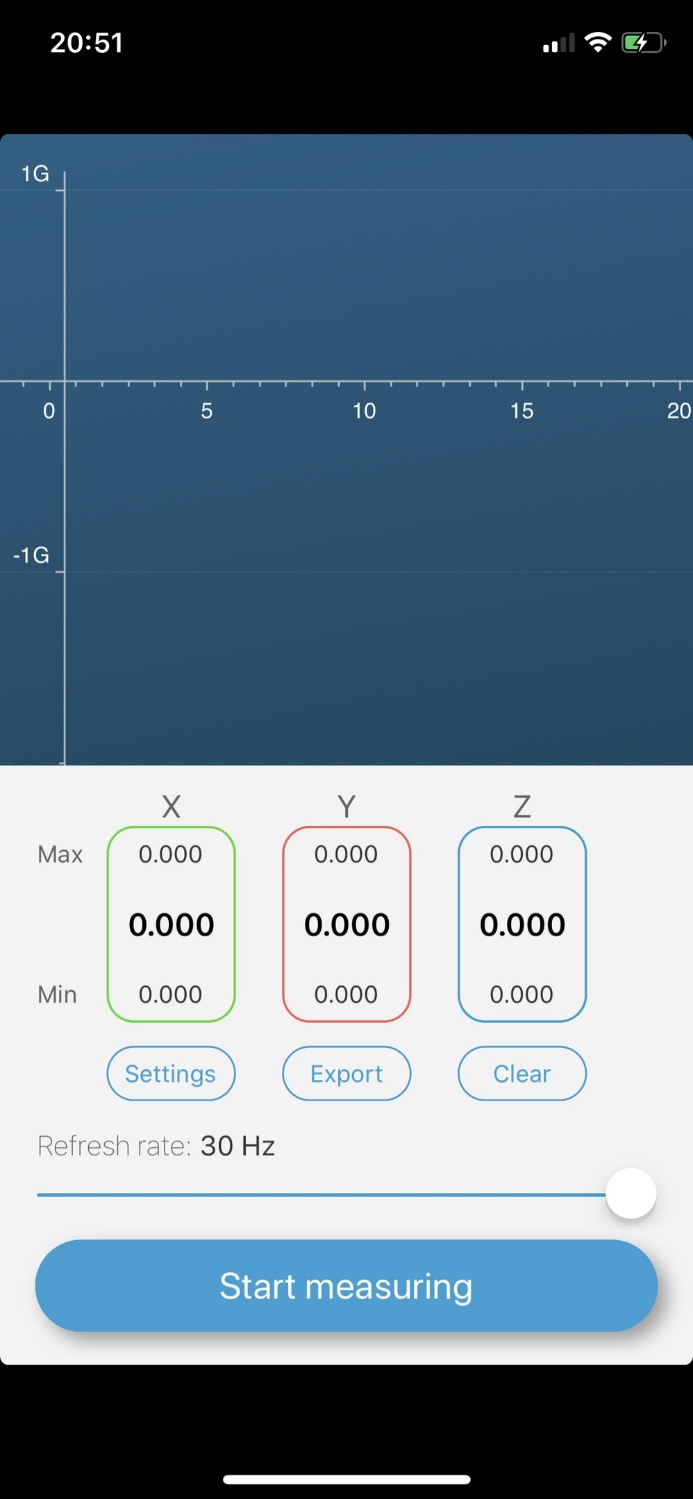 20:51
1G
0 5 10 15 20
-1G
X Y Z
Max 0.000 0.000 0.000
0.000 0.000 0.000
Min 0.000 0.000 0.000
Settings Export Clear
Refresh rate: 30 Hz
Start measuring